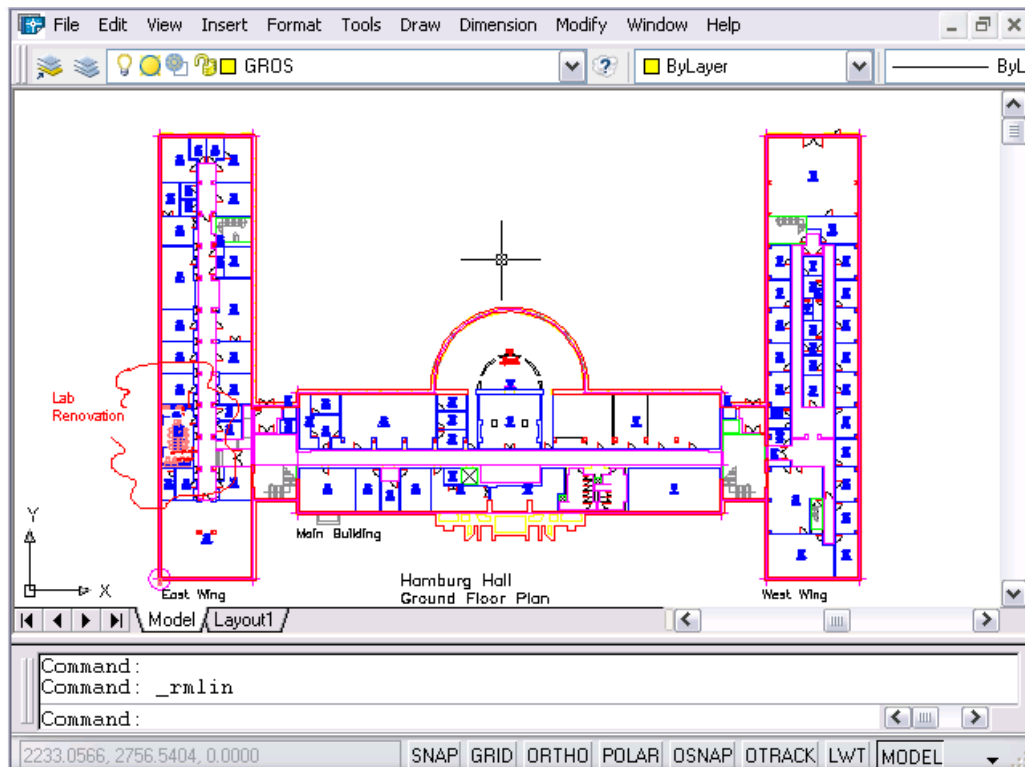 File Edit View Insert Format Tools Draw Dimension Modify Window Help
GROS ByLayer ByL
Lab
Renovation
Main Building
Y
X
East Wing
Hamburg Hall
Ground Floor Plan
West Wing
Model Layout1
Command:
Command: _rmlin
Command:
2233.0566, 2756.5404, 0.0000 SNAP GRID ORTHO POLAR OSNAP OTRACK LWT MODEL